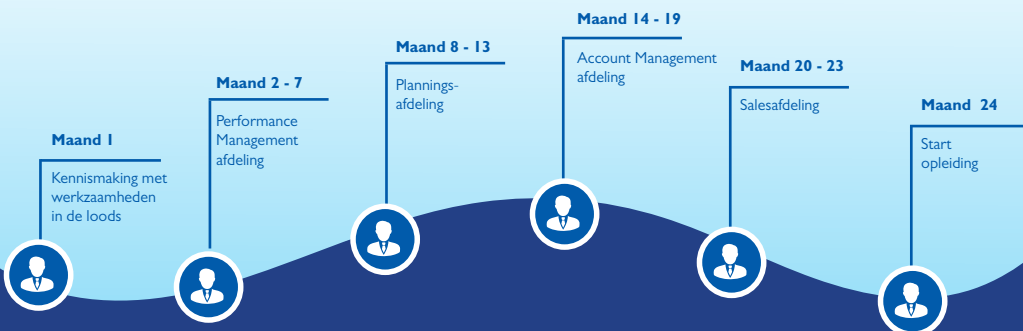 Maand 1
Kennismaking met
werkzaamheden
in de loods
Maand 2 - 7
Performance
Management
afdeling
Maand 8 - 13
Plannings-
afdeling
Maand 14 - 19
Account Management
afdeling
Maand 20 - 23
Salesafdeling
Maand 24
Start
opleiding